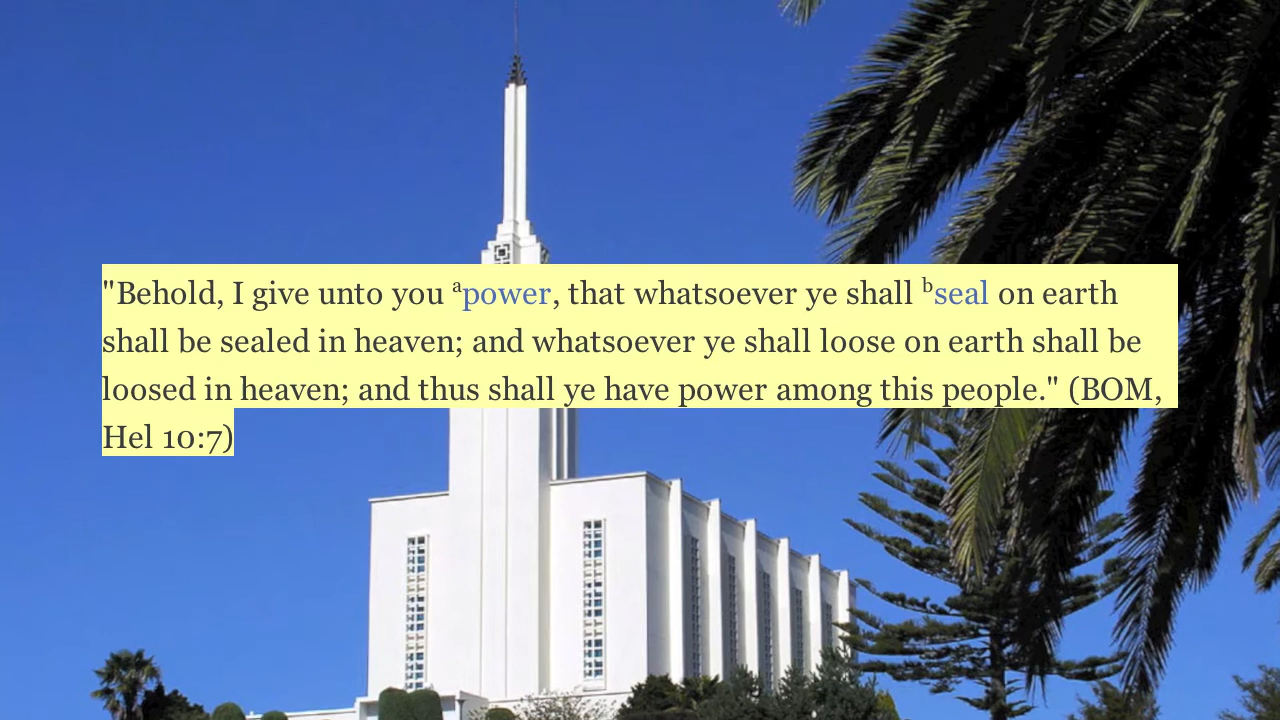 "Behold, I give unto you ᵃpower, that whatsoever ye shall ᵇseal on earth
shall be sealed in heaven; and whatsoever ye shall loose on earth shall be
loosed in heaven; and thus shall ye have power among this people." (BOM,
Hel 10:7)